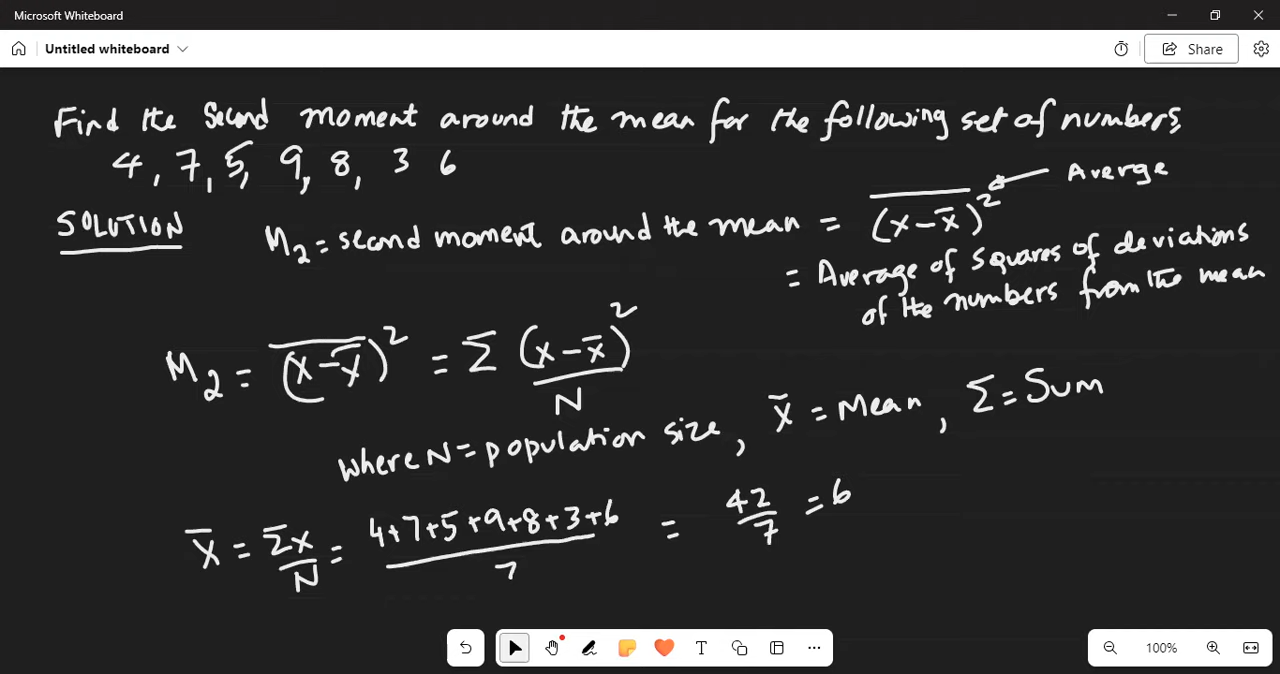 Microsoft Whiteboard
Untitled whiteboard
Share
Find the Second moment around the mean for the following set of numbers,
4, 7, 5, 9, 8, 3 6
SOLUTION
M₂ = second moment around the mean = \overline{(x-x̄)}²
Averge
= Average of squares of deviations
of the numbers from the mean
M₂ = \overline{(x-x̄)}² = Σ (x-x̄)²/N
where N = population size, x̄ = Mean, Σ = Sum
x̄ = Σx/N = 4+7+5+9+8+3+6/7 = 42/7 = 6
100%